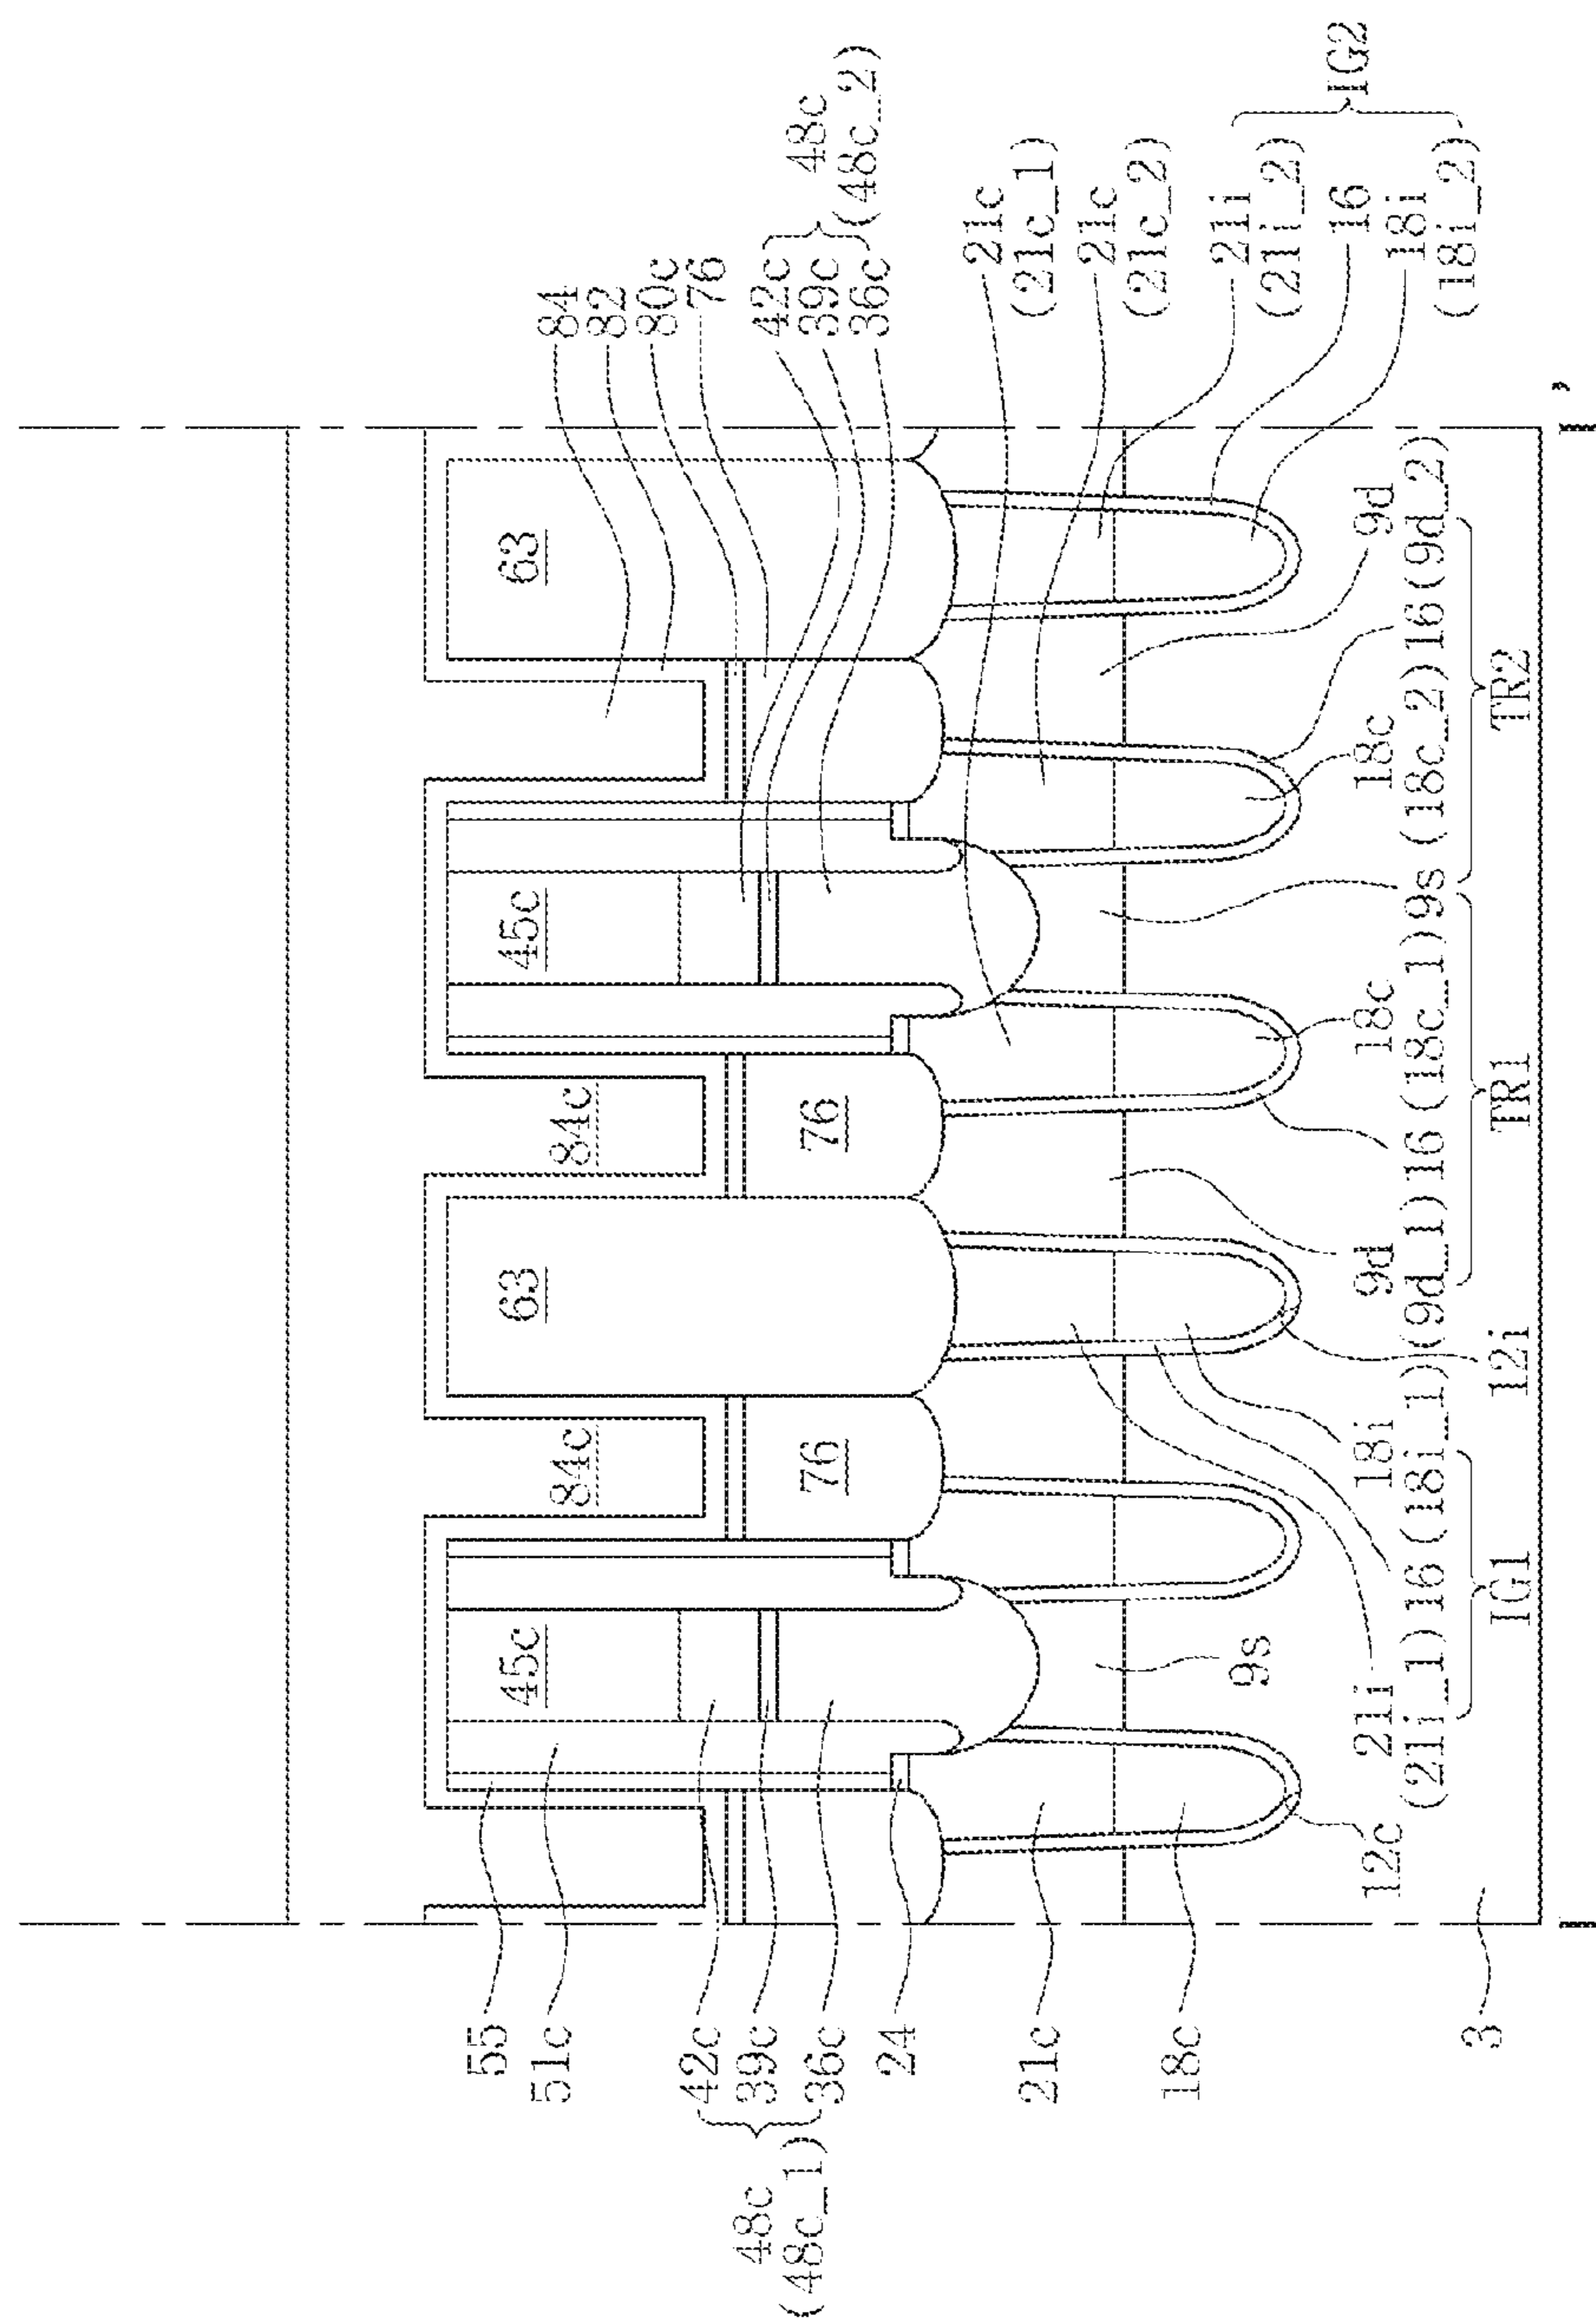 55
51c
42c
39c
36c
48c
(48c_1)
24
21c
18c
3
84
82
80c
76
42c
39c
36c
48c
(48c_2)
21c
(21c_1)
21c
(21c_2)
21i
(21i_2)
16
18i
(18i_2)
IG2
45c
63
45c
63
84c
84c
76
76
9s
12c
21i
18i
9d
18c
18c
9d
(21i_1)16(18i_1)(9d_1)16(18c_1)9s(18c_2)16(9d_2)
IG1
12i
TR1
TR2
,